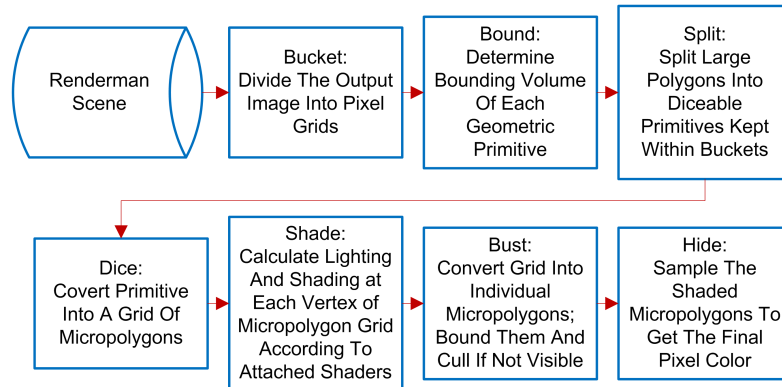 Renderman
Scene
Bucket:
Divide The Output
Image Into Pixel
Grids
Bound:
Determine
Bounding Volume
Of Each
Geometric
Primitive
Split:
Split Large
Polygons Into
Diceable
Primitives Kept
Within Buckets
Dice:
Covert Primitive
Into A Grid Of
Micropolygons
Shade:
Calculate Lighting
And Shading at
Each Vertex of
Micropolygon Grid
According To
Attached Shaders
Bust:
Convert Grid Into
Individual
Micropolygons;
Bound Them And
Cull If Not Visible
Hide:
Sample The
Shaded
Micropolygons To
Get The Final
Pixel Color